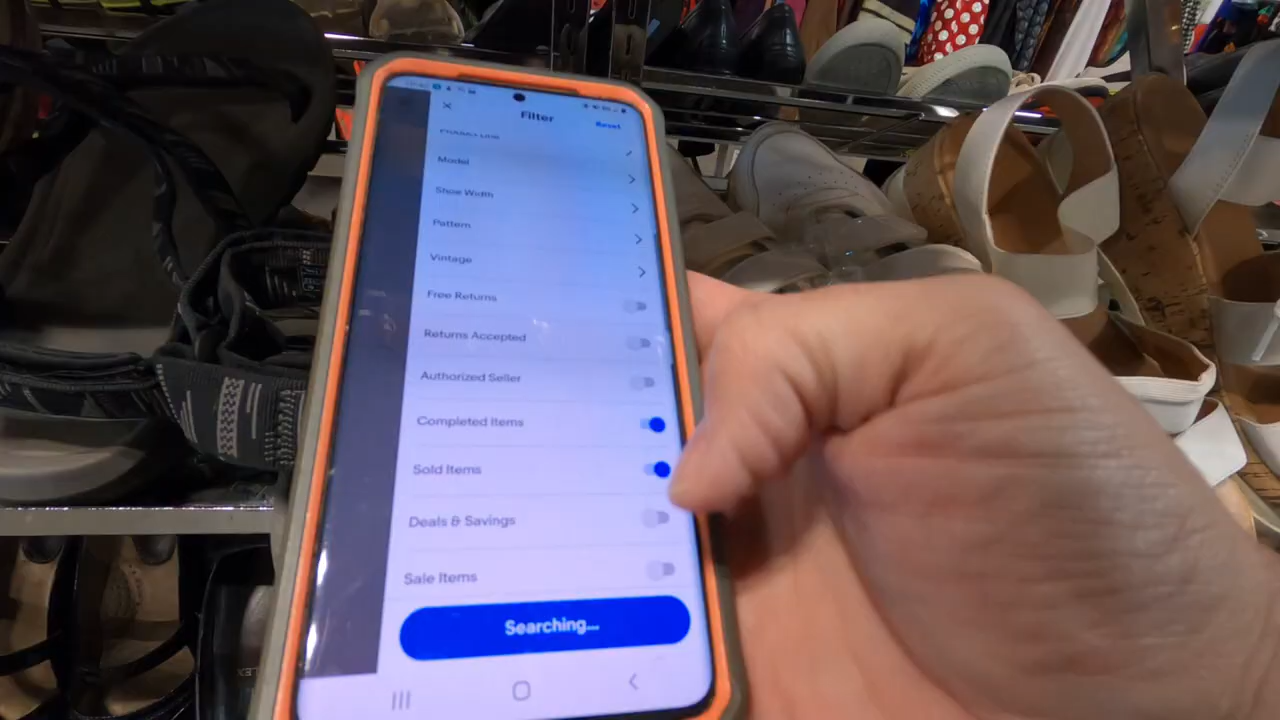 Filter
Reset
Model
Shoe Width
Pattern
Vintage
Free Returns
Returns Accepted
Authorized Seller
Completed Items
Sold Items
Deals & Savings
Sale Items
Searching...